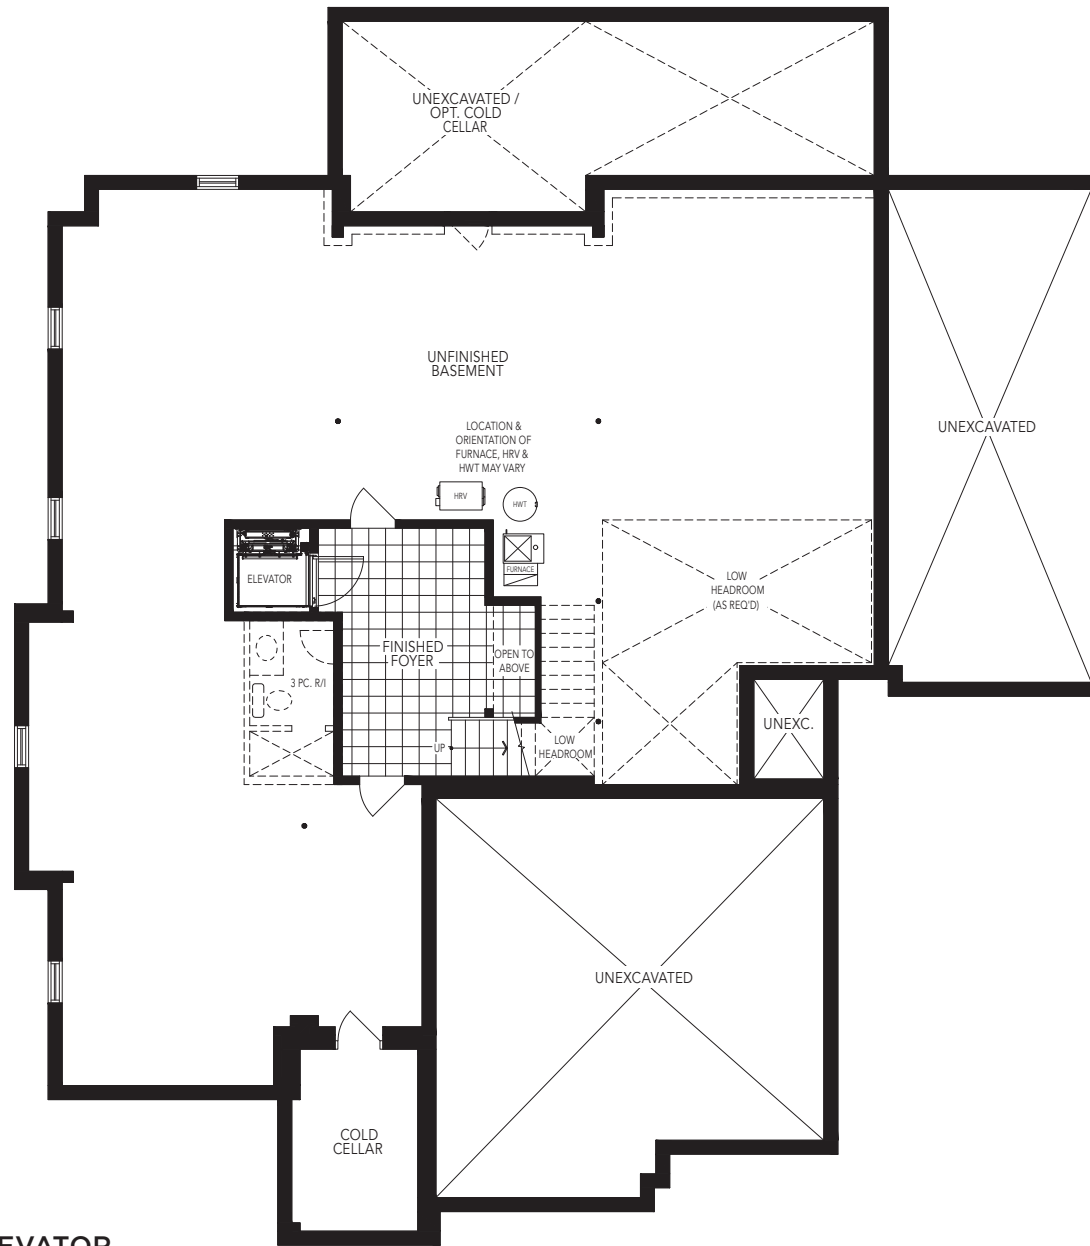 UNEXCAVATED /
OPT. COLD
CELLAR
UNFINISHED
BASEMENT
UNEXCAVATED
LOCATION &
ORIENTATION OF
FURNACE, HRV &
HWT MAY VARY
HRV
HWT
FURNACE
ELEVATOR
LOW
HEADROOM
(AS REQ'D)
FINISHED
FOYER
OPEN TO
ABOVE
3 PC. R/I
UP
LOW
HEADROOM
UNEXC.
UNEXCAVATED
COLD
CELLAR
EVATOR